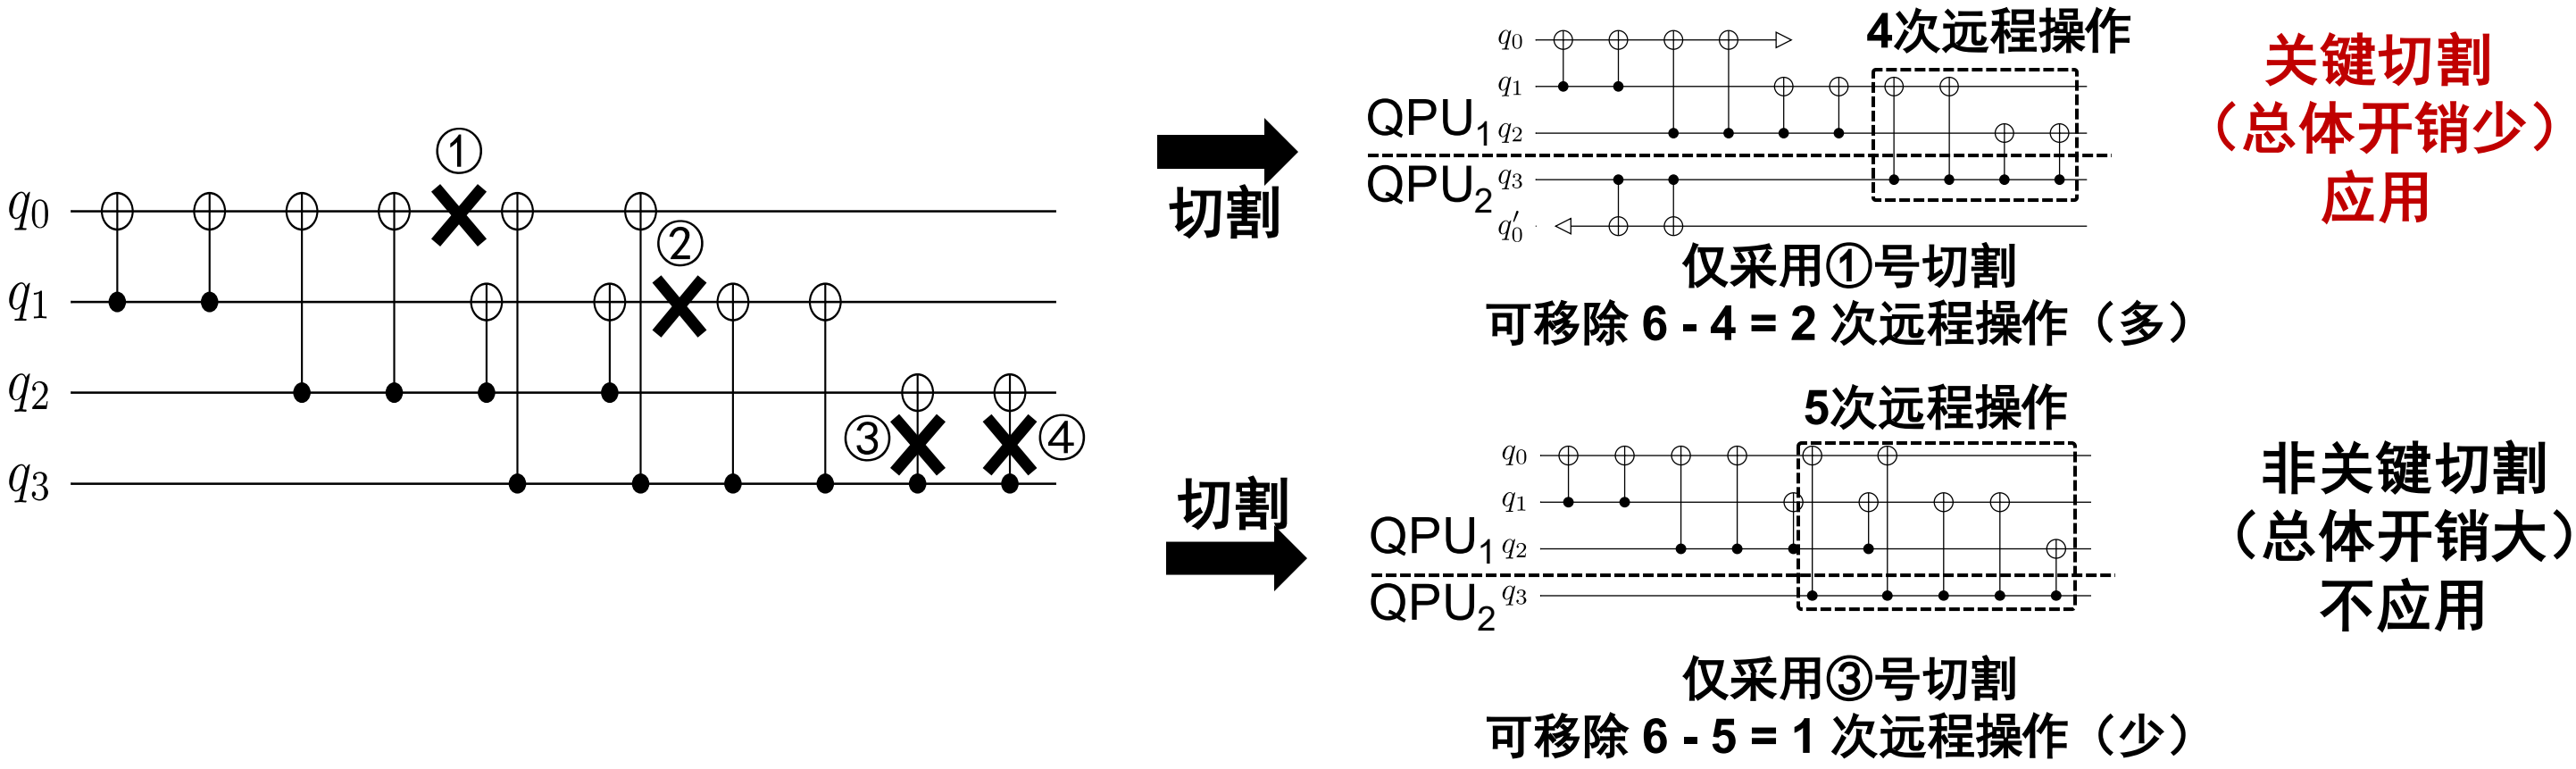 ①
②
③
④
q0
q1
q2
q3
切割
切割
q0
q1
q2
q3
q0′
QPU1
QPU2
4次远程操作
仅采用①号切割
可移除 6 - 4 = 2 次远程操作（多）
关键切割
（总体开销少）
应用
5次远程操作
q0
q1
q2
q3
QPU1
QPU2
仅采用③号切割
可移除 6 - 5 = 1 次远程操作（少）
非关键切割
（总体开销大）
不应用